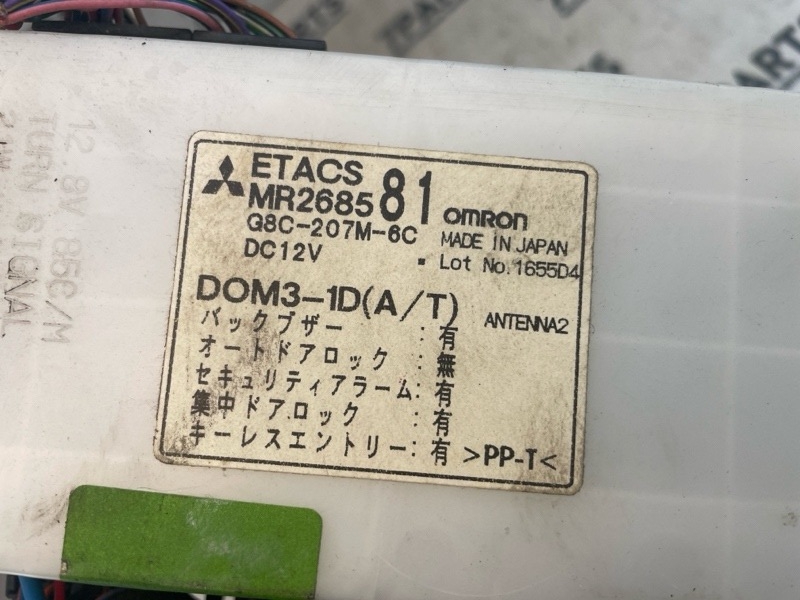 ETACS
MR268581 omron
G8C-207M-6C MADE IN JAPAN
DC12V Lot No.1655D4
DOM3-1D(A/T) ANTENNA2
バックブザー:有
オートドアロック:無
セキュリティアラーム:有
集中ドアロック:有
キーレスエントリー:有 >PP-T<
12.8V 85C/M
TURN SIGNAL